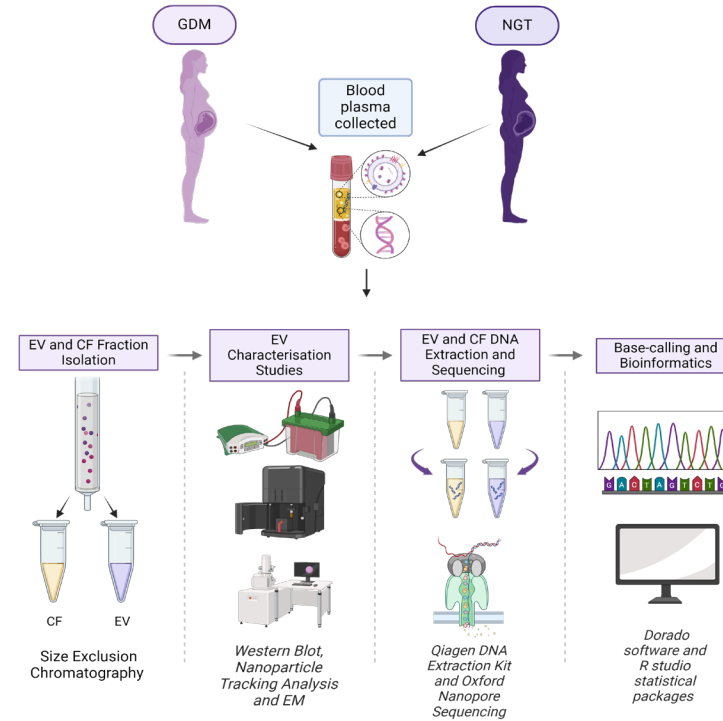 GDM
NGT
Blood
plasma
collected
EV and CF Fraction
Isolation
EV
Characterisation
Studies
EV and CF DNA
Extraction and
Sequencing
Base-calling and
Bioinformatics
G A C T A G T C T G
CF
EV
Size Exclusion
Chromatography
Western Blot,
Nanoparticle
Tracking Analysis
and EM
Qiagen DNA
Extraction Kit
and Oxford
Nanopore
Sequencing
Dorado
software and
R studio
statistical
packages